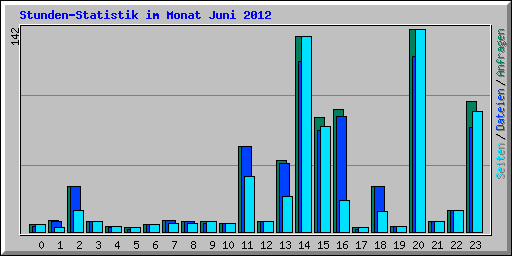 Stunden-Statistik im Monat Juni 2012
142
Seiten / Dateien / Anfragen
0 1 2 3 4 5 6 7 8 9 10 11 12 13 14 15 16 17 18 19 20 21 22 23